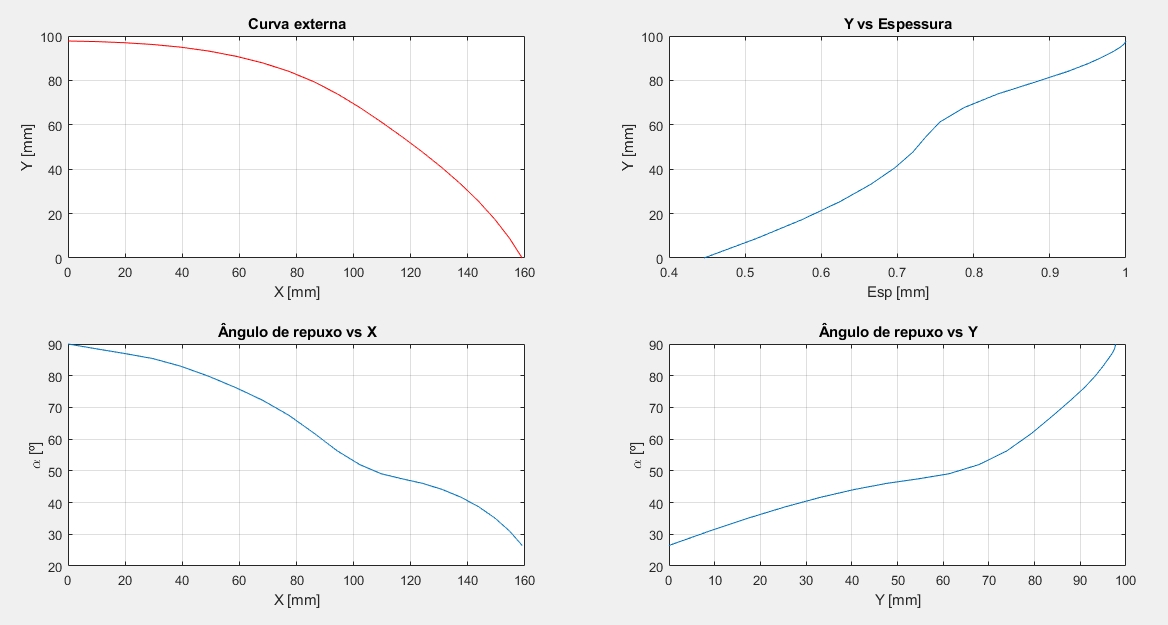 Curva externa
100
80
60
40
20
0
Y [mm]
0 20 40 60 80 100 120 140 160
X [mm]
Y vs Espessura
100
80
60
40
20
0
Y [mm]
0.4 0.5 0.6 0.7 0.8 0.9 1
Esp [mm]
Ângulo de repuxo vs X
90
80
70
60
50
40
30
20
α [º]
0 20 40 60 80 100 120 140 160
X [mm]
Ângulo de repuxo vs Y
90
80
70
60
50
40
30
20
α [º]
0 10 20 30 40 50 60 70 80 90 100
Y [mm]